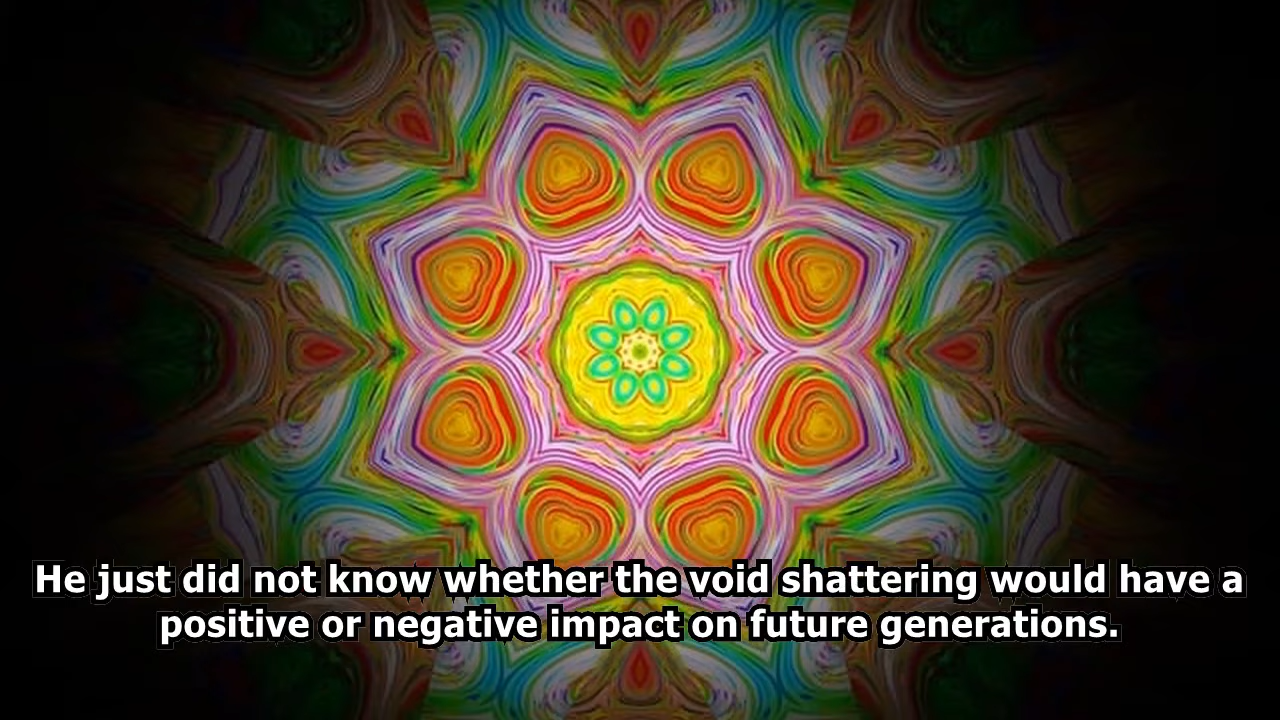 He just did not know whether the void shattering would have a
positive or negative impact on future generations.